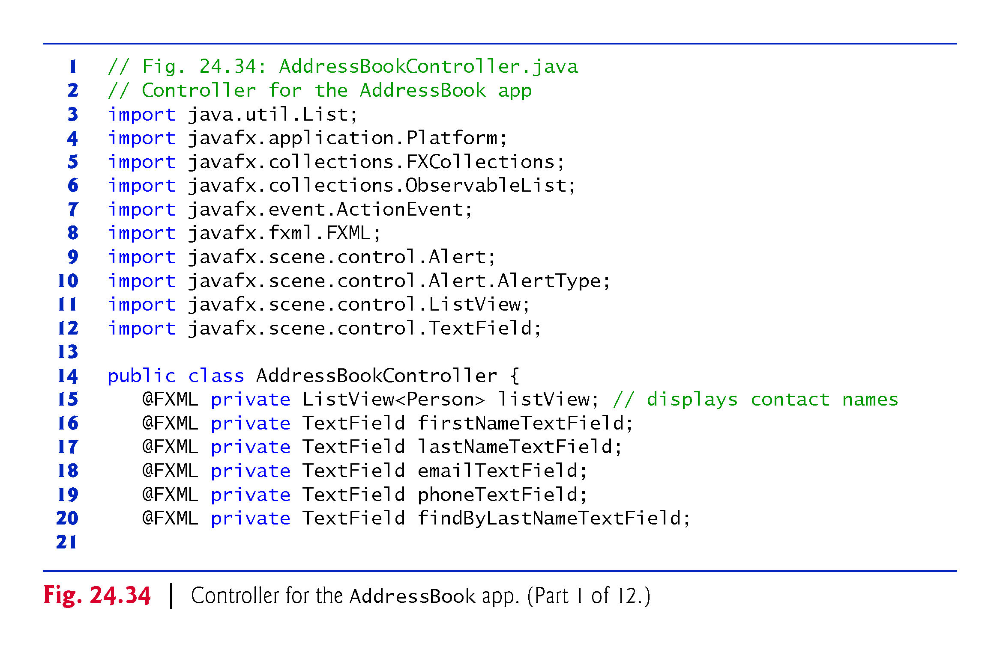 1 // Fig. 24.34: AddressBookController.java
2 // Controller for the AddressBook app
3 import java.util.List;
4 import javafx.application.Platform;
5 import javafx.collections.FXCollections;
6 import javafx.collections.ObservableList;
7 import javafx.event.ActionEvent;
8 import javafx.fxml.FXML;
9 import javafx.scene.control.Alert;
10 import javafx.scene.control.Alert.AlertType;
11 import javafx.scene.control.ListView;
12 import javafx.scene.control.TextField;
13
14 public class AddressBookController {
15    @FXML private ListView<Person> listView; // displays contact names
16    @FXML private TextField firstNameTextField;
17    @FXML private TextField lastNameTextField;
18    @FXML private TextField emailTextField;
19    @FXML private TextField phoneTextField;
20    @FXML private TextField findByLastNameTextField;
21
Fig. 24.34 | Controller for the AddressBook app. (Part 1 of 12.)